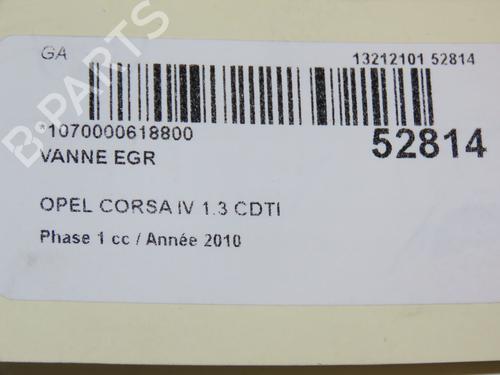 GA 13212101 52814
1070000618800 52814
VANNE EGR
OPEL CORSA IV 1.3 CDTI
Phase 1 cc / Année 2010
B-PARTS